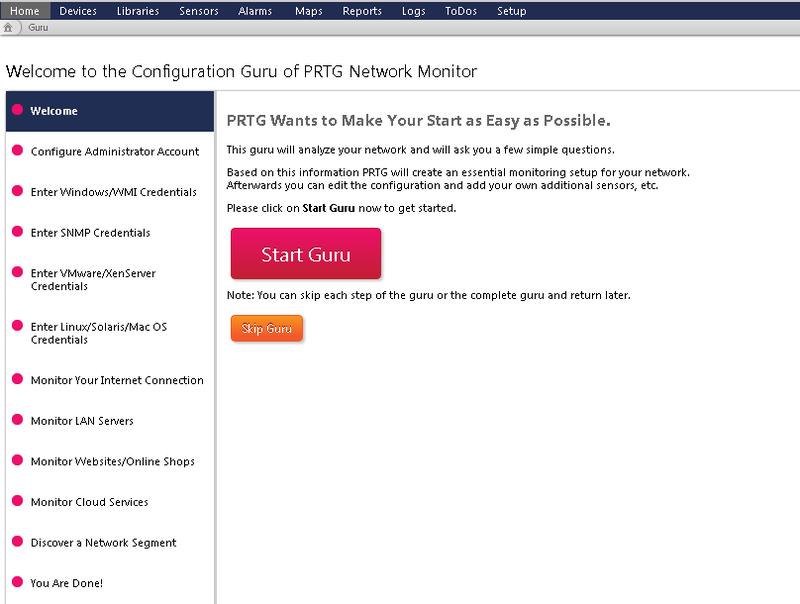 Home Devices Libraries Sensors Alarms Maps Reports Logs ToDos Setup
Guru
Welcome to the Configuration Guru of PRTG Network Monitor
Welcome
Configure Administrator Account
Enter Windows/WMI Credentials
Enter SNMP Credentials
Enter VMware/XenServer
Credentials
Enter Linux/Solaris/Mac OS
Credentials
Monitor Your Internet Connection
Monitor LAN Servers
Monitor Websites/Online Shops
Monitor Cloud Services
Discover a Network Segment
You Are Done!
PRTG Wants to Make Your Start as Easy as Possible.
This guru will analyze your network and will ask you a few simple questions.
Based on this information PRTG will create an essential monitoring setup for your network.
Afterwards you can edit the configuration and add your own additional sensors, etc.
Please click on Start Guru now to get started.
Start Guru
Note: You can skip each step of the guru or the complete guru and return later.
Skip Guru